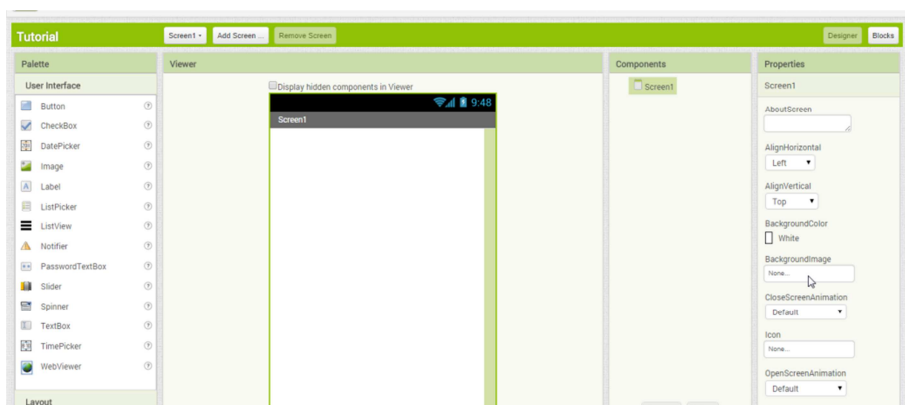 Tutorial
Screen1
Add Screen ...
Remove Screen
Designer
Blocks
Palette
User Interface
Button
CheckBox
DatePicker
Image
Label
ListPicker
ListView
Notifier
PasswordTextBox
Slider
Spinner
TextBox
TimePicker
WebViewer
Layout
Viewer
Display hidden components in Viewer
9:48
Screen1
Components
Screen1
Properties
Screen1
AboutScreen
AlignHorizontal
Left
AlignVertical
Top
BackgroundColor
White
BackgroundImage
None...
CloseScreenAnimation
Default
Icon
None...
OpenScreenAnimation
Default